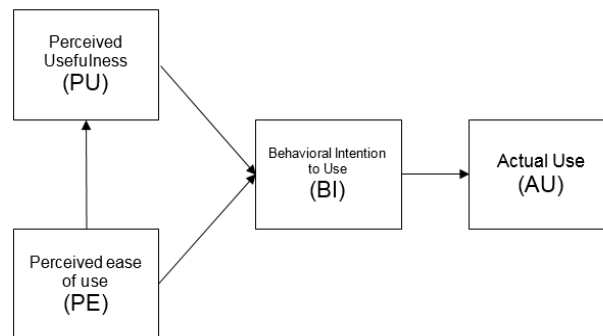 Perceived
Usefulness
(PU)
Behavioral Intention
to Use
(BI)
Actual Use
(AU)
Perceived ease
of use
(PE)